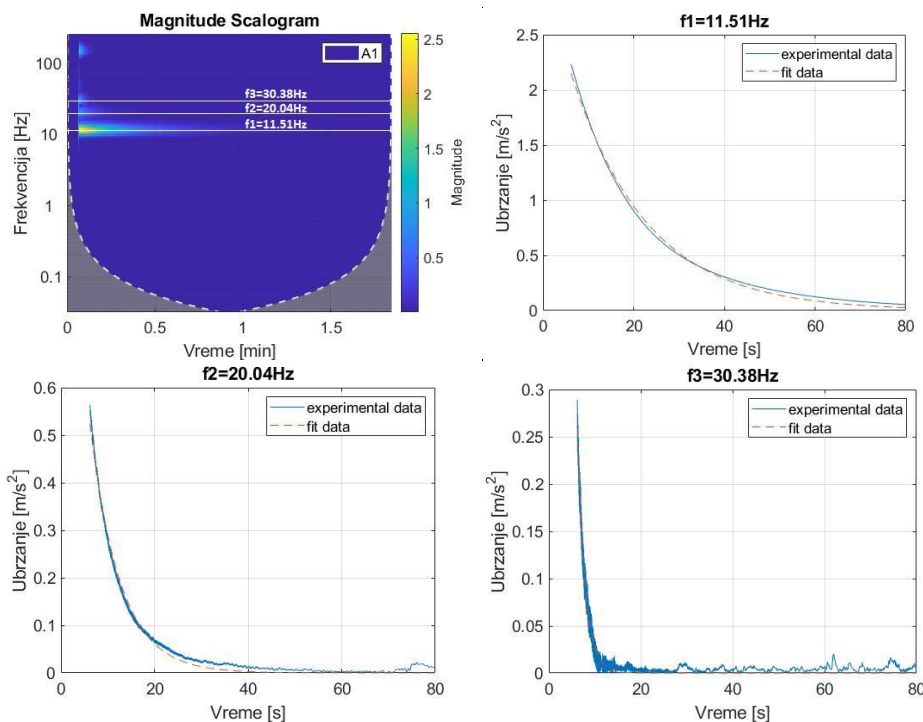 Magnitude Scalogram
A1
f3=30.38Hz
f2=20.04Hz
f1=11.51Hz
100
10
1
0.1
Frekvencija [Hz]
0
0.5
1
1.5
Vreme [min]
2.5
2
1.5
1
0.5
Magnitude
f1=11.51Hz
experimental data
fit data
2.5
2
1.5
1
0.5
0
Ubrzanje [m/s²]
0
20
40
60
80
Vreme [s]
f2=20.04Hz
experimental data
fit data
0.6
0.5
0.4
0.3
0.2
0.1
0
Ubrzanje [m/s²]
0
20
40
60
80
Vreme [s]
f3=30.38Hz
experimental data
fit data
0.3
0.25
0.2
0.15
0.1
0.05
0
Ubrzanje [m/s²]
0
20
40
60
80
Vreme [s]